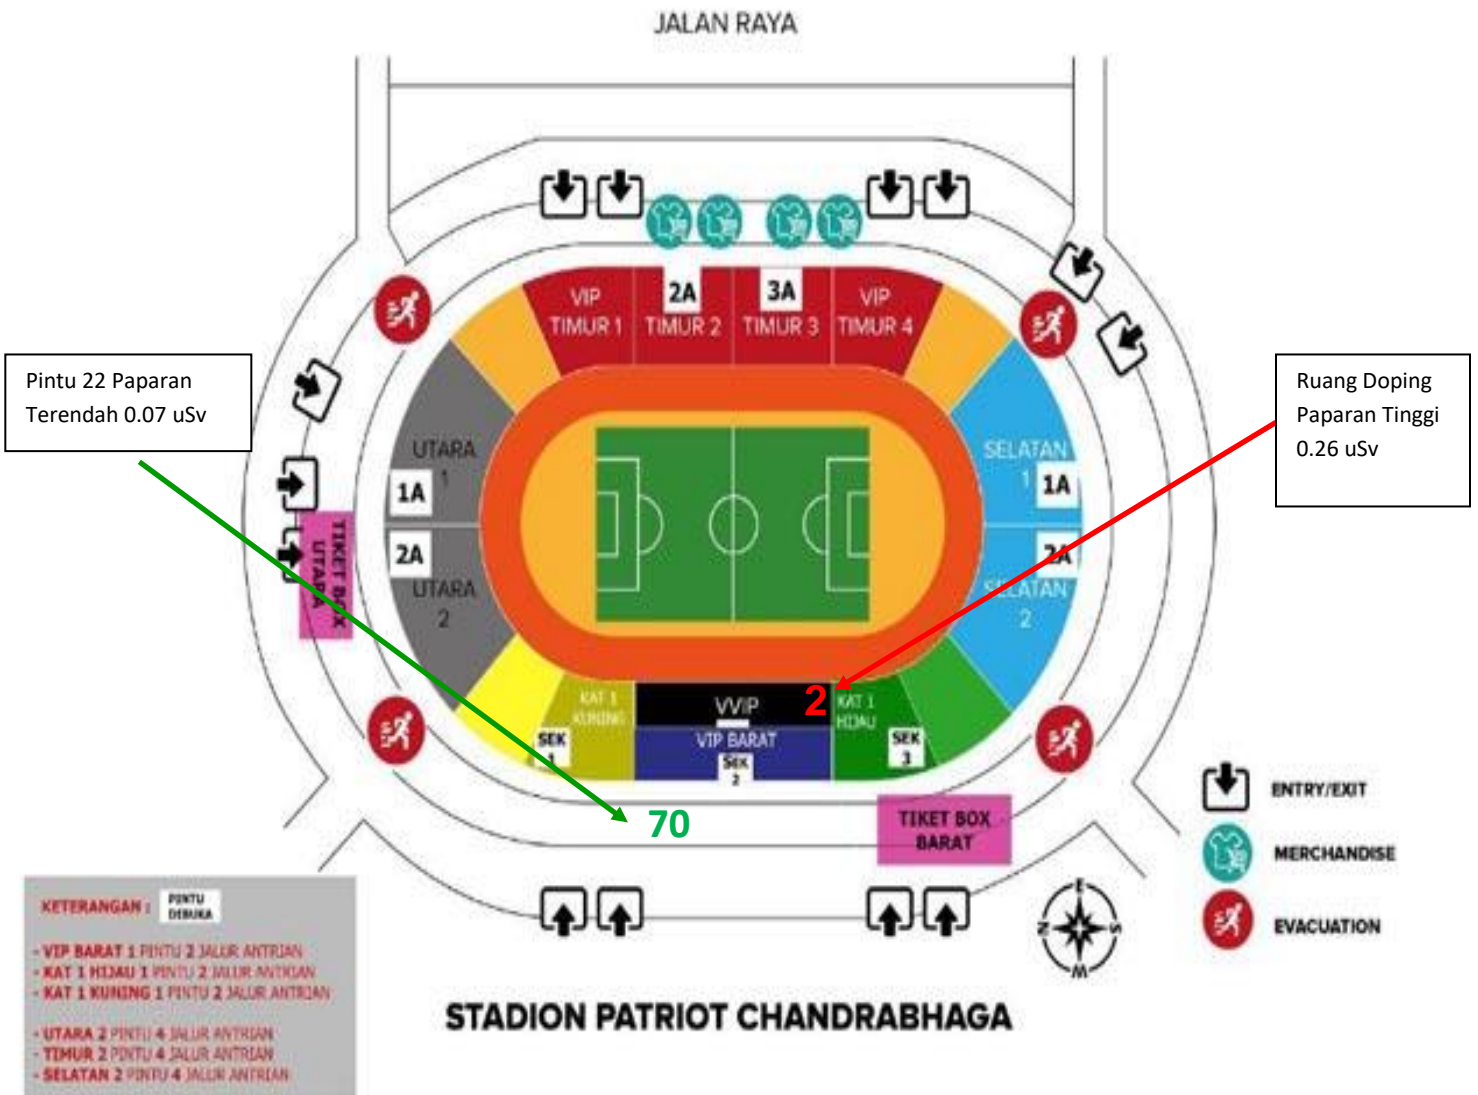 JALAN RAYA
VIP
TIMUR 1
2A
TIMUR 2
3A
TIMUR 3
VIP
TIMUR 4
Pintu 22 Paparan
Terendah 0.07 uSv
Ruang Doping
Paparan Tinggi
0.26 uSv
UTARA
1
1A
SELATAN
1
1A
TIKET BOX
UTARA
2A
UTARA
2
2A
SELATAN
2
KAT 1
KUNING
SEK
1
VVIP
2
VIP BARAT
SEK
2
KAT 1
HIJAU
SEK
3
70
TIKET BOX
BARAT
ENTRY/EXIT
MERCHANDISE
EVACUATION
E
N
S
W
KETERANGAN :
PINTU
DIBUKA
- VIP BARAT 1 PINTU 2 JALUR ANTRIAN
- KAT 1 HIJAU 1 PINTU 2 JALUR ANTRIAN
- KAT 1 KUNING 1 PINTU 2 JALUR ANTRIAN
- UTARA 2 PINTU 4 JALUR ANTRIAN
- TIMUR 2 PINTU 4 JALUR ANTRIAN
- SELATAN 2 PINTU 4 JALUR ANTRIAN
STADION PATRIOT CHANDRABHAGA